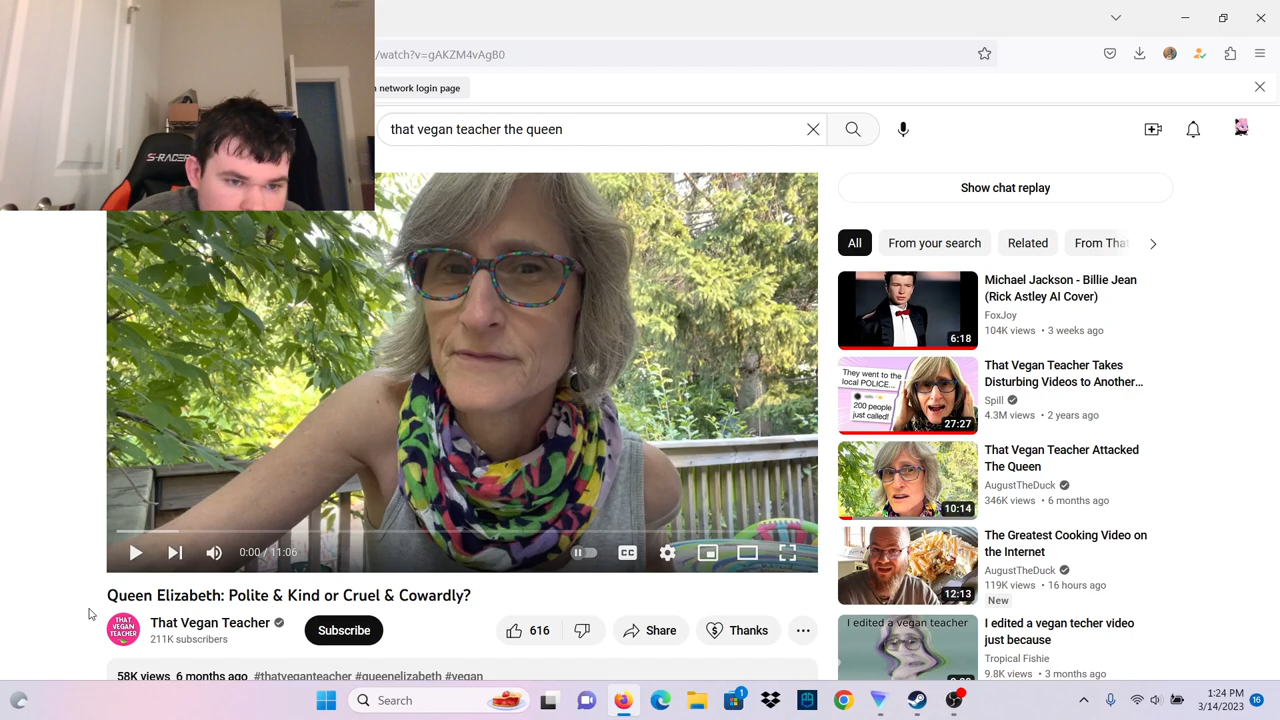 /watch?v=gAKZM4vAgB0
n network login page
that vegan teacher the queen
S-RACER
Show chat replay
All
From your search
Related
From Tha
Michael Jackson - Billie Jean
(Rick Astley AI Cover)
FoxJoy
104K views • 3 weeks ago
6:18
They went to the
local POLICE...
200 people
just called!
27:27
That Vegan Teacher Takes
Disturbing Videos to Another...
Spill
4.3M views • 2 years ago
10:14
That Vegan Teacher Attacked
The Queen
AugustTheDuck
346K views • 6 months ago
12:13
The Greatest Cooking Video on
the Internet
AugustTheDuck
119K views • 16 hours ago
New
I edited a vegan teacher
I edited a vegan techer video
just because
Tropical Fishie
9.8K views • 3 months ago
0:00 / 11:06
CC
Queen Elizabeth: Polite & Kind or Cruel & Cowardly?
THAT
VEGAN
TEACHER
That Vegan Teacher
211K subscribers
Subscribe
616
Share
Thanks
58K views 6 months ago #thatveganteacher #queenelizabeth #vegan
Search
1
1:24 PM
3/14/2023
16